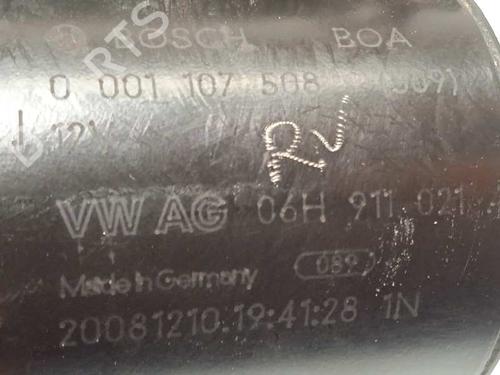 BOSCH BOA
0 001 107 508
12V
R2
VW AG 06H 911 021
Made in Germany 089
20081210.19:41:28 1N